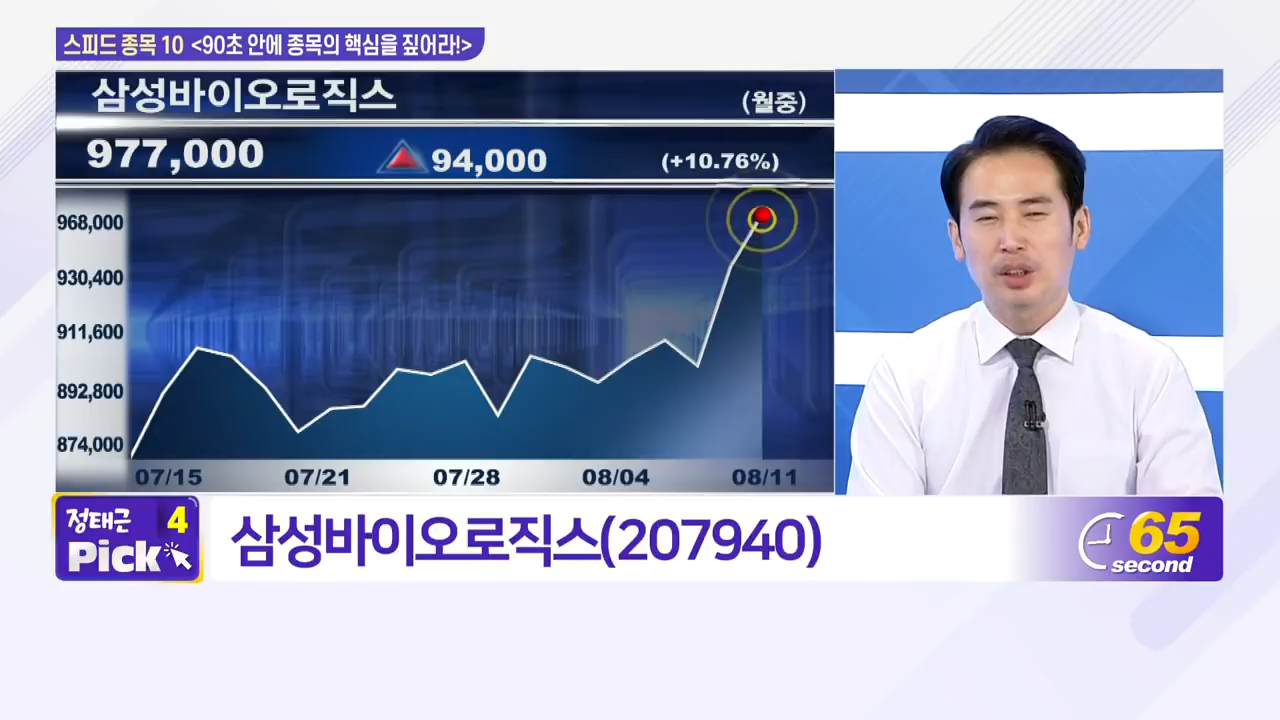 스피드 종목 10 <90초 안에 종목의 핵심을 짚어라!>
삼성바이오로직스 (월중)
977,000 94,000 (+10.76%)
968,000
930,400
911,600
892,800
874,000
07/15 07/21 07/28 08/04 08/11
정태근 4
Pick
삼성바이오로직스(207940)
65
second